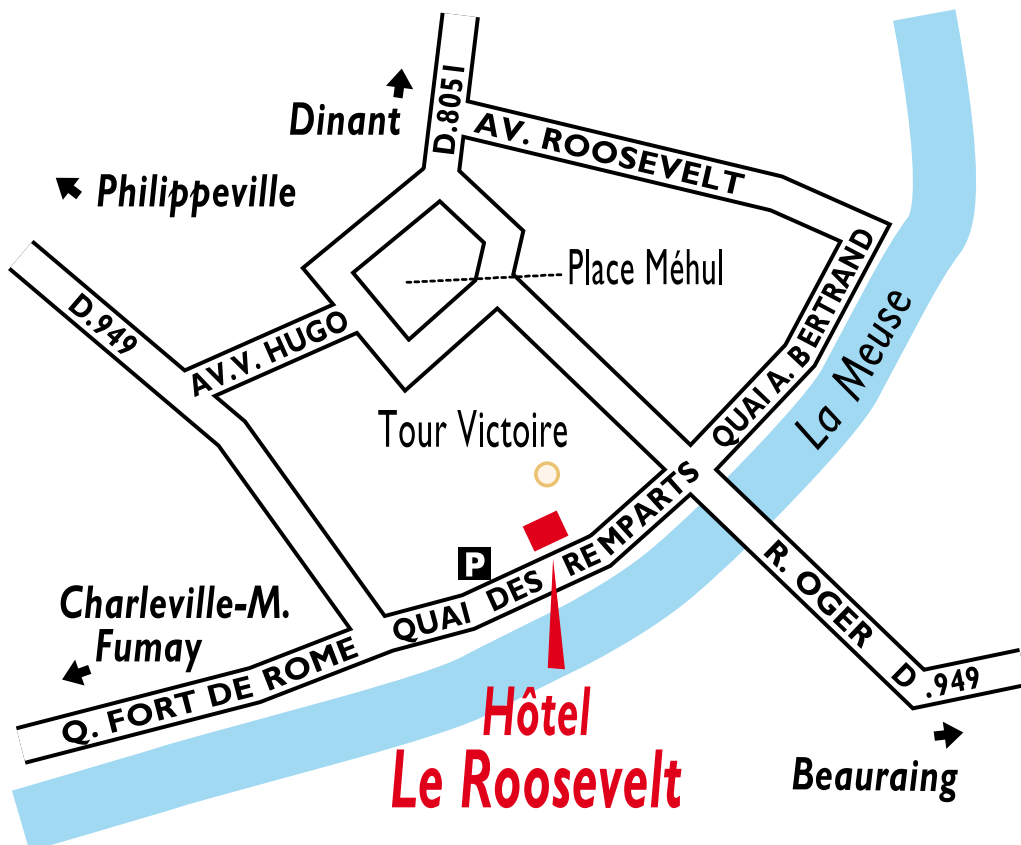 D.8051
Dinant
AV. ROOSEVELT
Philippeville
Place Méhul
D.949
AV.V. HUGO
QUAI A. BERTRAND
La Meuse
Tour Victoire
P
QUAI DES REMPARTS
R. OGER D .949
Charleville-M.
Fumay
Q. FORT DE ROME
Hôtel
Le Roosevelt
Beauraing